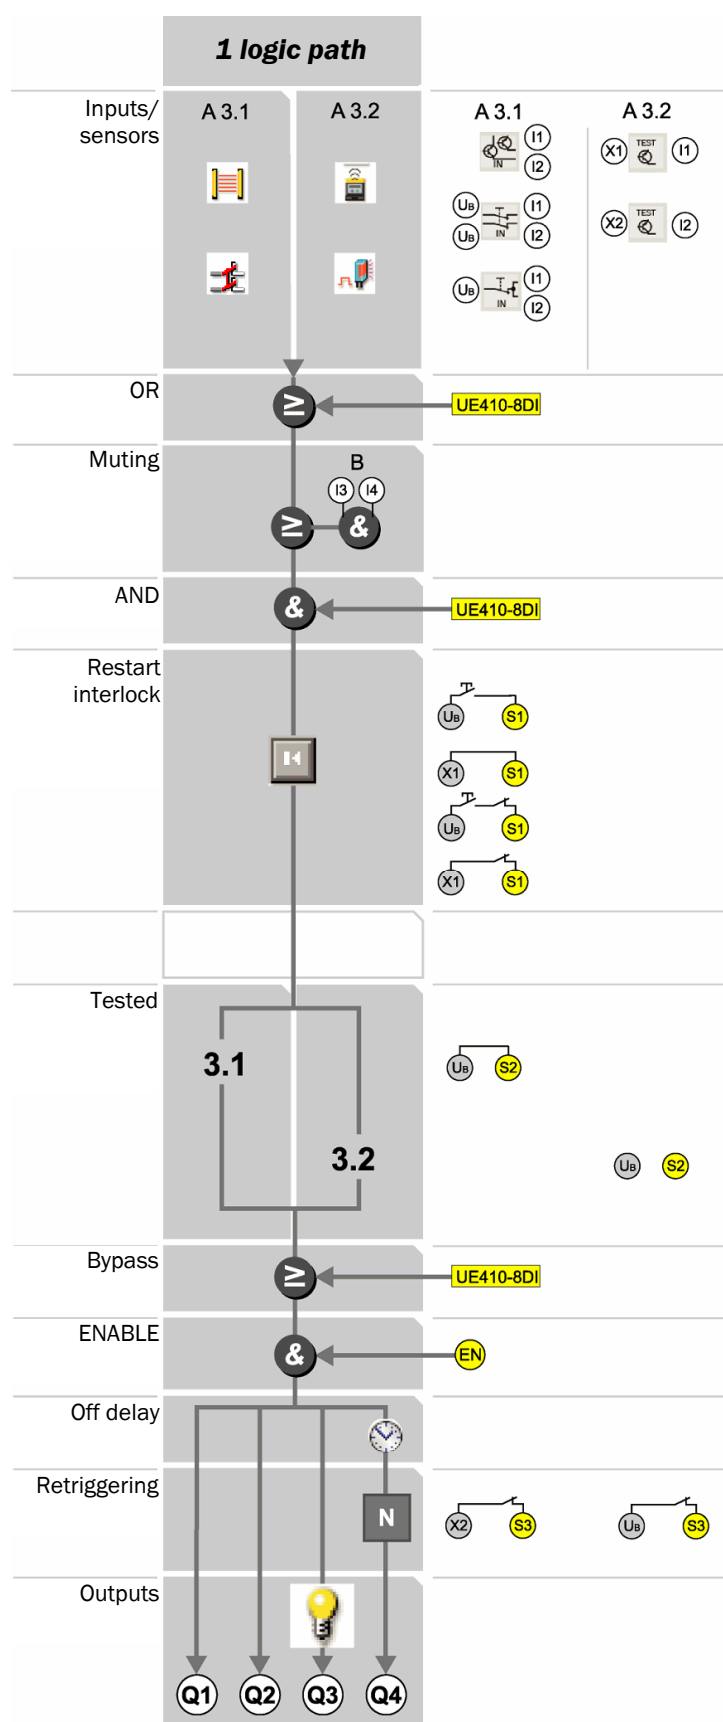 1 logic path
Inputs/
sensors
A 3.1
A 3.2
A 3.1
A 3.2
IN
I1
I2
X1
TEST
I1
UB
UB
IN
I1
I2
X2
TEST
I2
UB
IN
I1
I2
OR
≥
UE410-8DI
Muting
B
I3
I4
≥
&
AND
&
UE410-8DI
Restart
interlock
UB
S1
X1
S1
UB
S1
X1
S1
Tested
3.1
UB
S2
3.2
UB
S2
Bypass
≥
UE410-8DI
ENABLE
&
EN
Off delay
Retriggering
N
X2
S3
UB
S3
Outputs
Q1
Q2
Q3
Q4